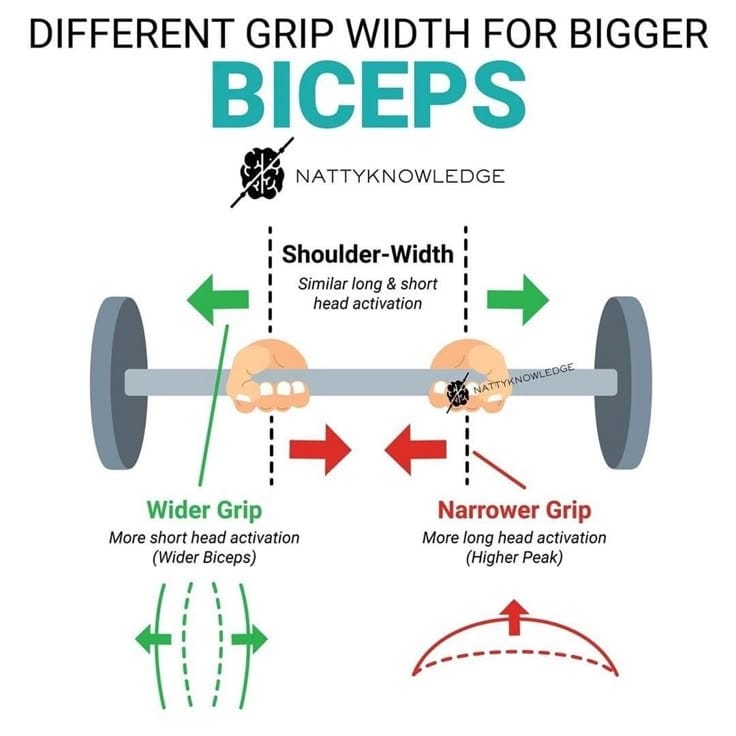 DIFFERENT GRIP WIDTH FOR BIGGER
BICEPS
NATTYKNOWLEDGE
Shoulder-Width
Similar long & short
head activation
NATTYKNOWLEDGE
Wider Grip
More short head activation
(Wider Biceps)
Narrower Grip
More long head activation
(Higher Peak)